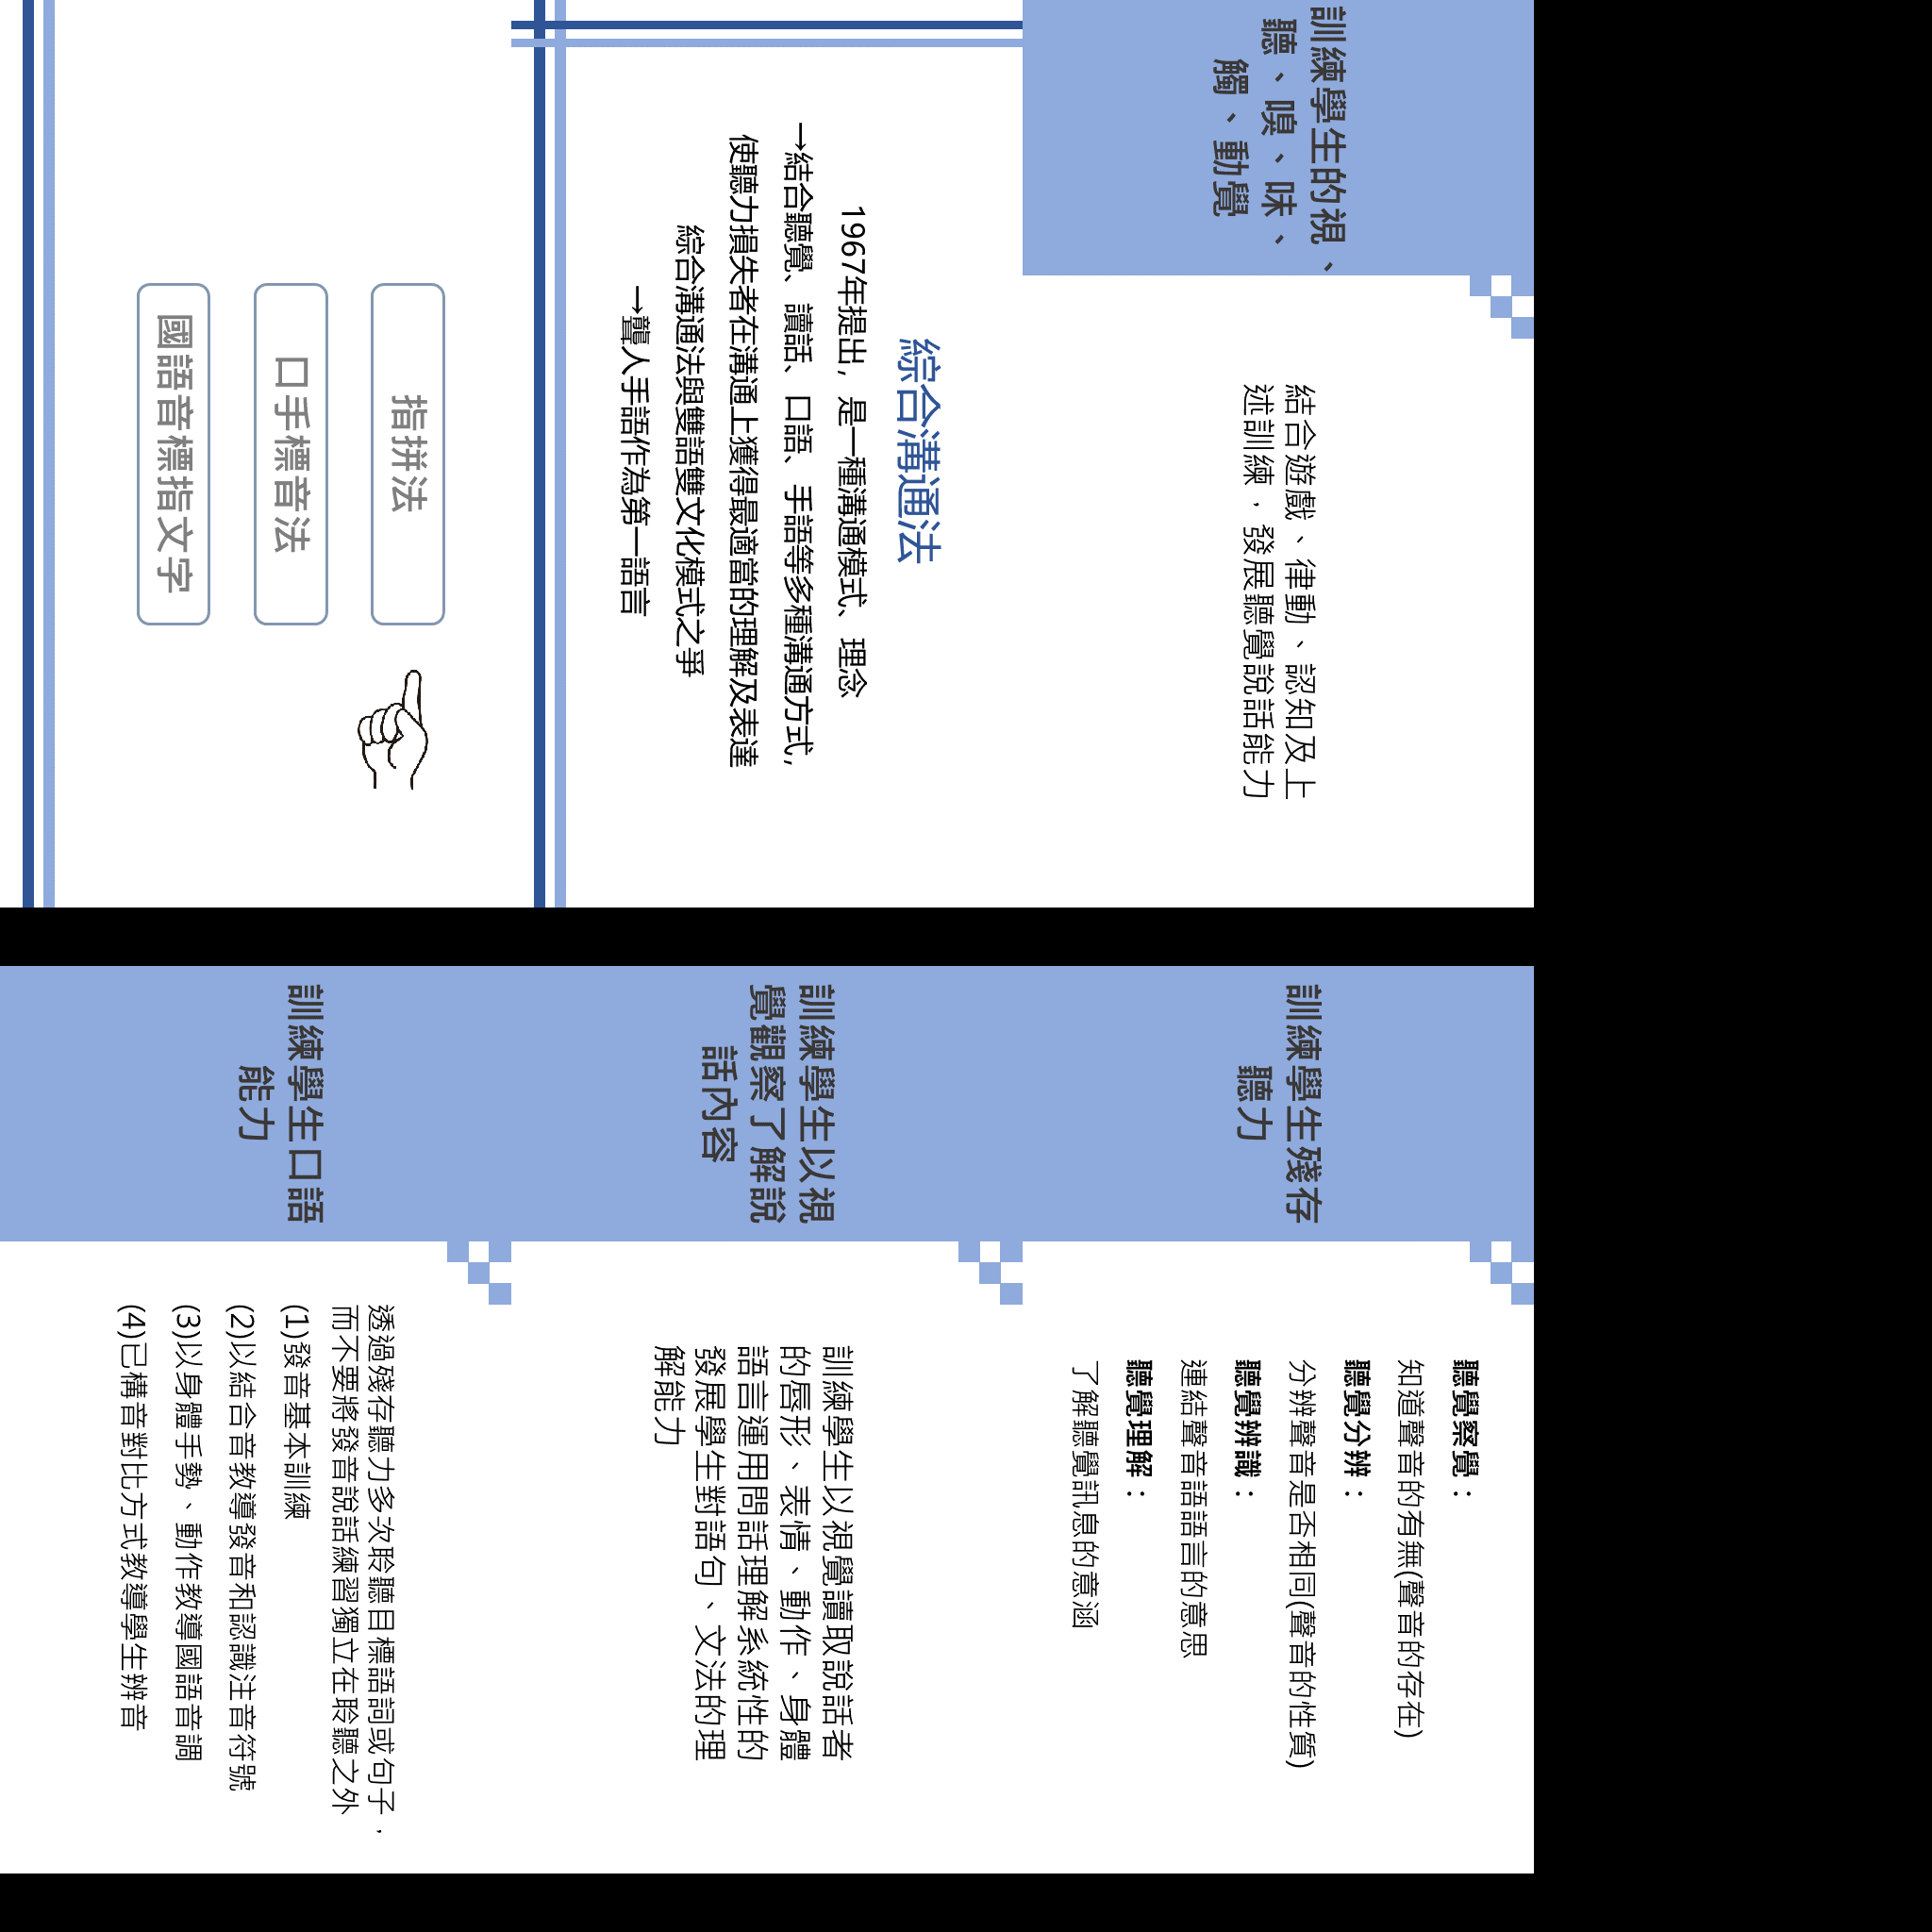 訓練學生的視、
聽、嗅、味、
觸、動覺
結合遊戲、律動、認知及上
述訓練，發展聽覺說話能力
綜合溝通法
1967年提出，是一種溝通模式、理念
→結合聽覺、讀話、口語、手語等多種溝通方式，
使聽力損失者在溝通上獲得最適當的理解及表達
綜合溝通法與雙語雙文化模式之爭
→聾人手語作為第一語言
指拼法
口手標音法
國語音標指文字
訓練學生殘存
聽力
聽覺察覺：
知道聲音的有無(聲音的存在)
聽覺分辨：
分辨聲音是否相同(聲音的性質)
聽覺辨識：
連結聲音語語言的意思
聽覺理解：
了解聽覺訊息的意涵
訓練學生以視
覺觀察了解說
話內容
訓練學生以視覺讀取說話者
的唇形、表情、動作、身體
語言運用問話理解系統性的
發展學生對語句、文法的理
解能力
訓練學生口語
能力
透過殘存聽力多次聆聽目標語詞或句子，
而不要將發音說話練習獨立在聆聽之外
(1)發音基本訓練
(2)以結合音教導發音和認識注音符號
(3)以身體手勢、動作教導國語音調
(4)已構音對比方式教導學生辨音